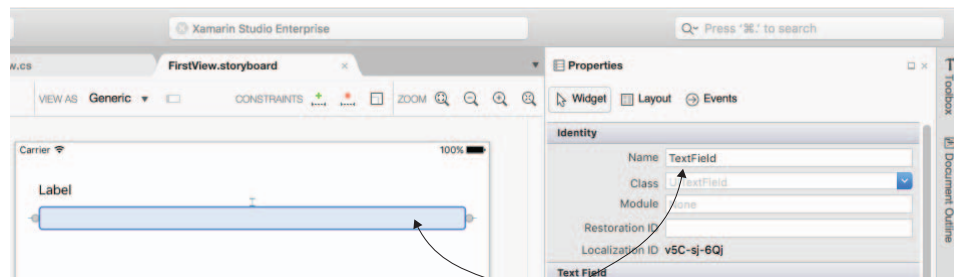 Xamarin Studio Enterprise
Press '⌘.' to search
w.cs
FirstView.storyboard
Properties
VIEW AS Generic
CONSTRAINTS
ZOOM
Widget
Layout
Events
Identity
Carrier
100%
Name TextField
Label
Class UITextField
Module None
Restoration ID
Localization ID v5C-sj-6Qj
Text Field
Toolbox
Document Outline